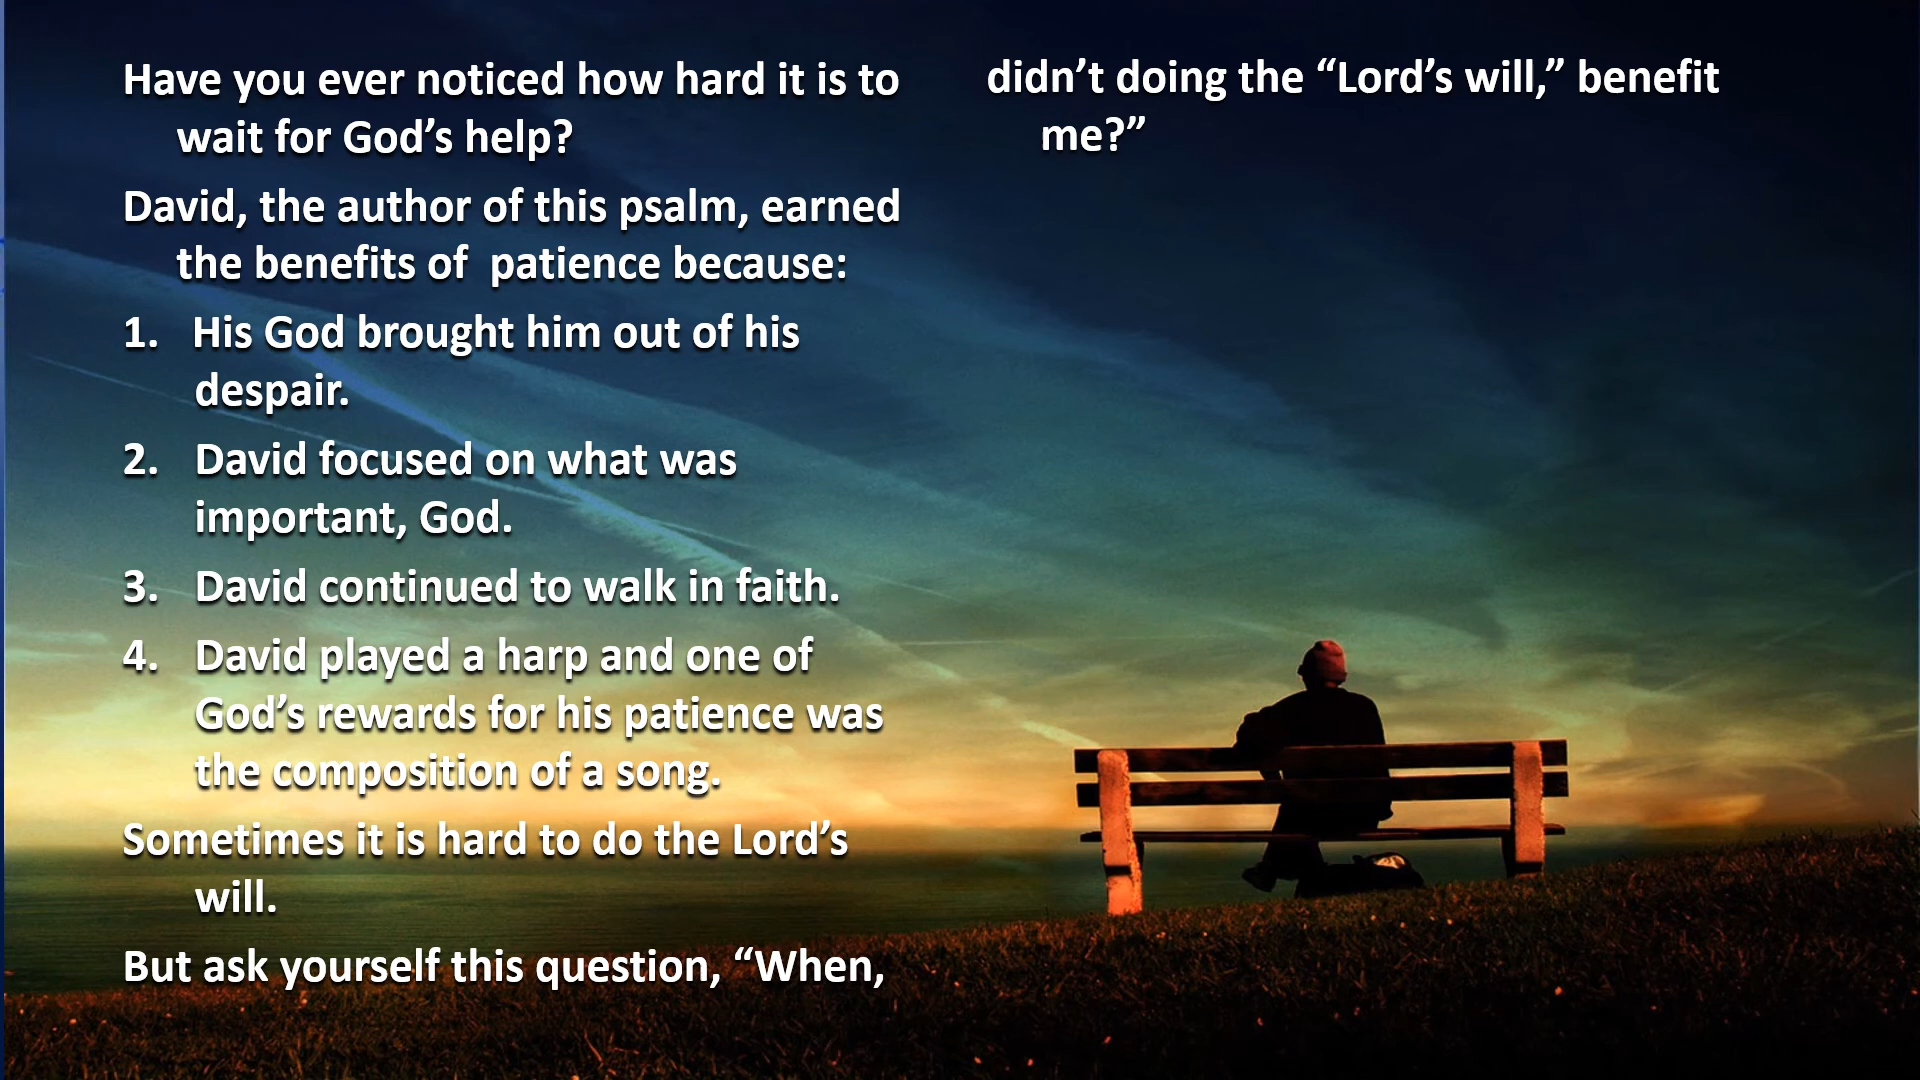 Have you ever noticed how hard it is to
wait for God’s help?
David, the author of this psalm, earned
the benefits of  patience because:
1. His God brought him out of his
despair.
2. David focused on what was
important, God.
3. David continued to walk in faith.
4. David played a harp and one of
God’s rewards for his patience was
the composition of a song.
Sometimes it is hard to do the Lord’s
will.
But ask yourself this question, “When,
didn’t doing the “Lord’s will,” benefit
me?”